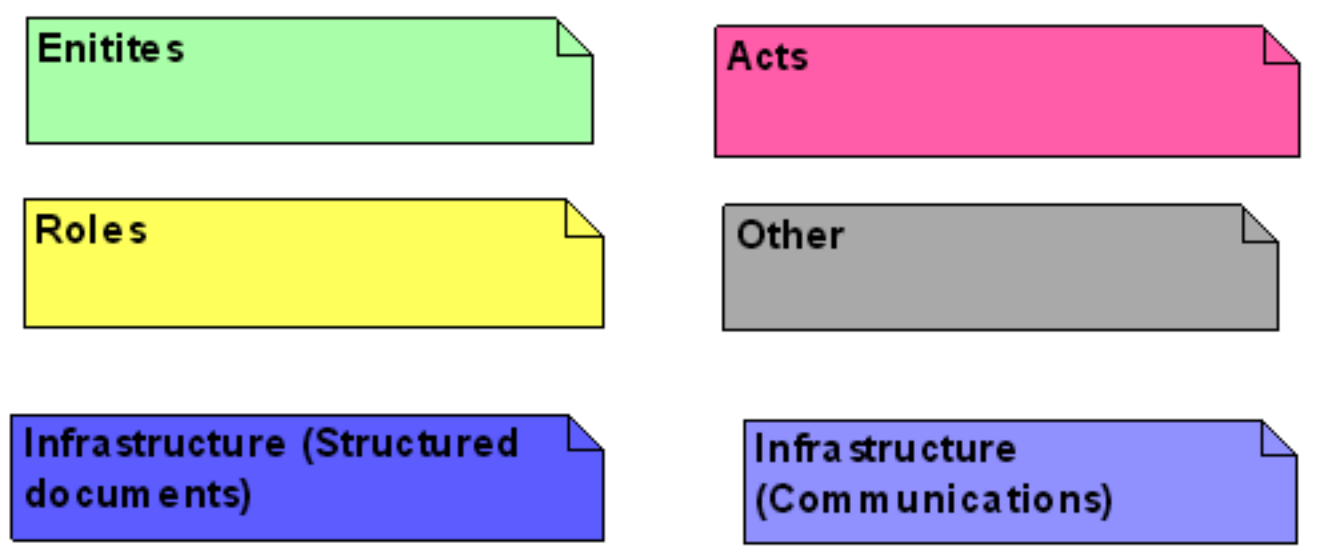 Enitites
Acts
Roles
Other
Infrastructure (Structured
documents)
Infrastructure
(Communications)